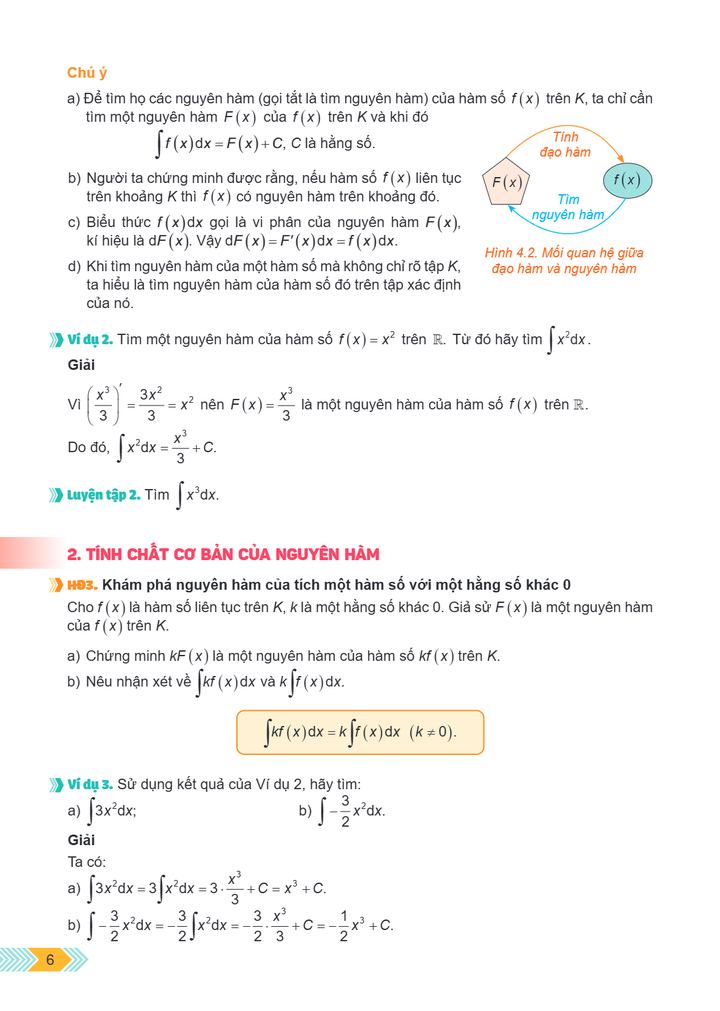 Chú ý
a) Để tìm họ các nguyên hàm (gọi tắt là tìm nguyên hàm) của hàm số f(x) trên K, ta chỉ cần
tìm một nguyên hàm F(x) của f(x) trên K và khi đó
∫f(x)dx = F(x) + C, C là hằng số.
b) Người ta chứng minh được rằng, nếu hàm số f(x) liên tục
trên khoảng K thì f(x) có nguyên hàm trên khoảng đó.
c) Biểu thức f(x)dx gọi là vi phân của nguyên hàm F(x),
kí hiệu là dF(x). Vậy dF(x) = F′(x)dx = f(x)dx.
d) Khi tìm nguyên hàm của một hàm số mà không chỉ rõ tập K,
ta hiểu là tìm nguyên hàm của hàm số đó trên tập xác định
của nó.
Tính
đạo hàm
F(x)
f(x)
Tìm
nguyên hàm
Hình 4.2. Mối quan hệ giữa
đạo hàm và nguyên hàm
Ví dụ 2. Tìm một nguyên hàm của hàm số f(x) = x² trên ℝ. Từ đó hãy tìm ∫x²dx.
Giải
Vì (x³/3)′ = 3x²/3 = x² nên F(x) = x³/3 là một nguyên hàm của hàm số f(x) trên ℝ.
Do đó, ∫x²dx = x³/3 + C.
Luyện tập 2. Tìm ∫x³dx.
2. TÍNH CHẤT CƠ BẢN CỦA NGUYÊN HÀM
HĐ3. Khám phá nguyên hàm của tích một hàm số với một hằng số khác 0
Cho f(x) là hàm số liên tục trên K, k là một hằng số khác 0. Giả sử F(x) là một nguyên hàm
của f(x) trên K.
a) Chứng minh kF(x) là một nguyên hàm của hàm số kf(x) trên K.
b) Nêu nhận xét về ∫kf(x)dx và k∫f(x)dx.
∫kf(x)dx = k∫f(x)dx (k ≠ 0).
Ví dụ 3. Sử dụng kết quả của Ví dụ 2, hãy tìm:
a) ∫3x²dx; b) ∫−3/2 x²dx.
Giải
Ta có:
a) ∫3x²dx = 3∫x²dx = 3 · x³/3 + C = x³ + C.
b) ∫−3/2 x²dx = −3/2 ∫x²dx = −3/2 · x³/3 + C = −1/2 x³ + C.
6